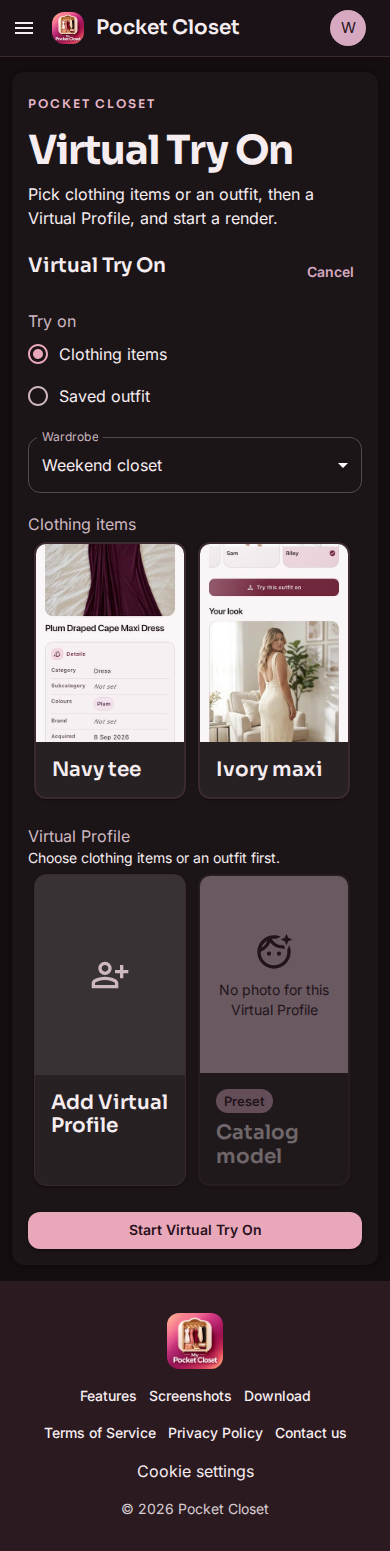 Pocket Closet
W
POCKET CLOSET
Virtual Try On
Pick clothing items or an outfit, then a
Virtual Profile, and start a render.
Virtual Try On
Cancel
Try on
Clothing items
Saved outfit
Wardrobe
Weekend closet
Clothing items
Plum Draped Cape Maxi Dress
Details
Category Dress
Subcategory Not set
Colours Plum
Brand Not set
Acquired 8 Sep 2026
Navy tee
Sam Riley
Try this outfit on
Your look
Ivory maxi
Virtual Profile
Choose clothing items or an outfit first.
Add Virtual
Profile
No photo for this
Virtual Profile
Preset
Catalog
model
Start Virtual Try On
My
Pocket Closet
Features Screenshots Download
Terms of Service Privacy Policy Contact us
Cookie settings
© 2026 Pocket Closet